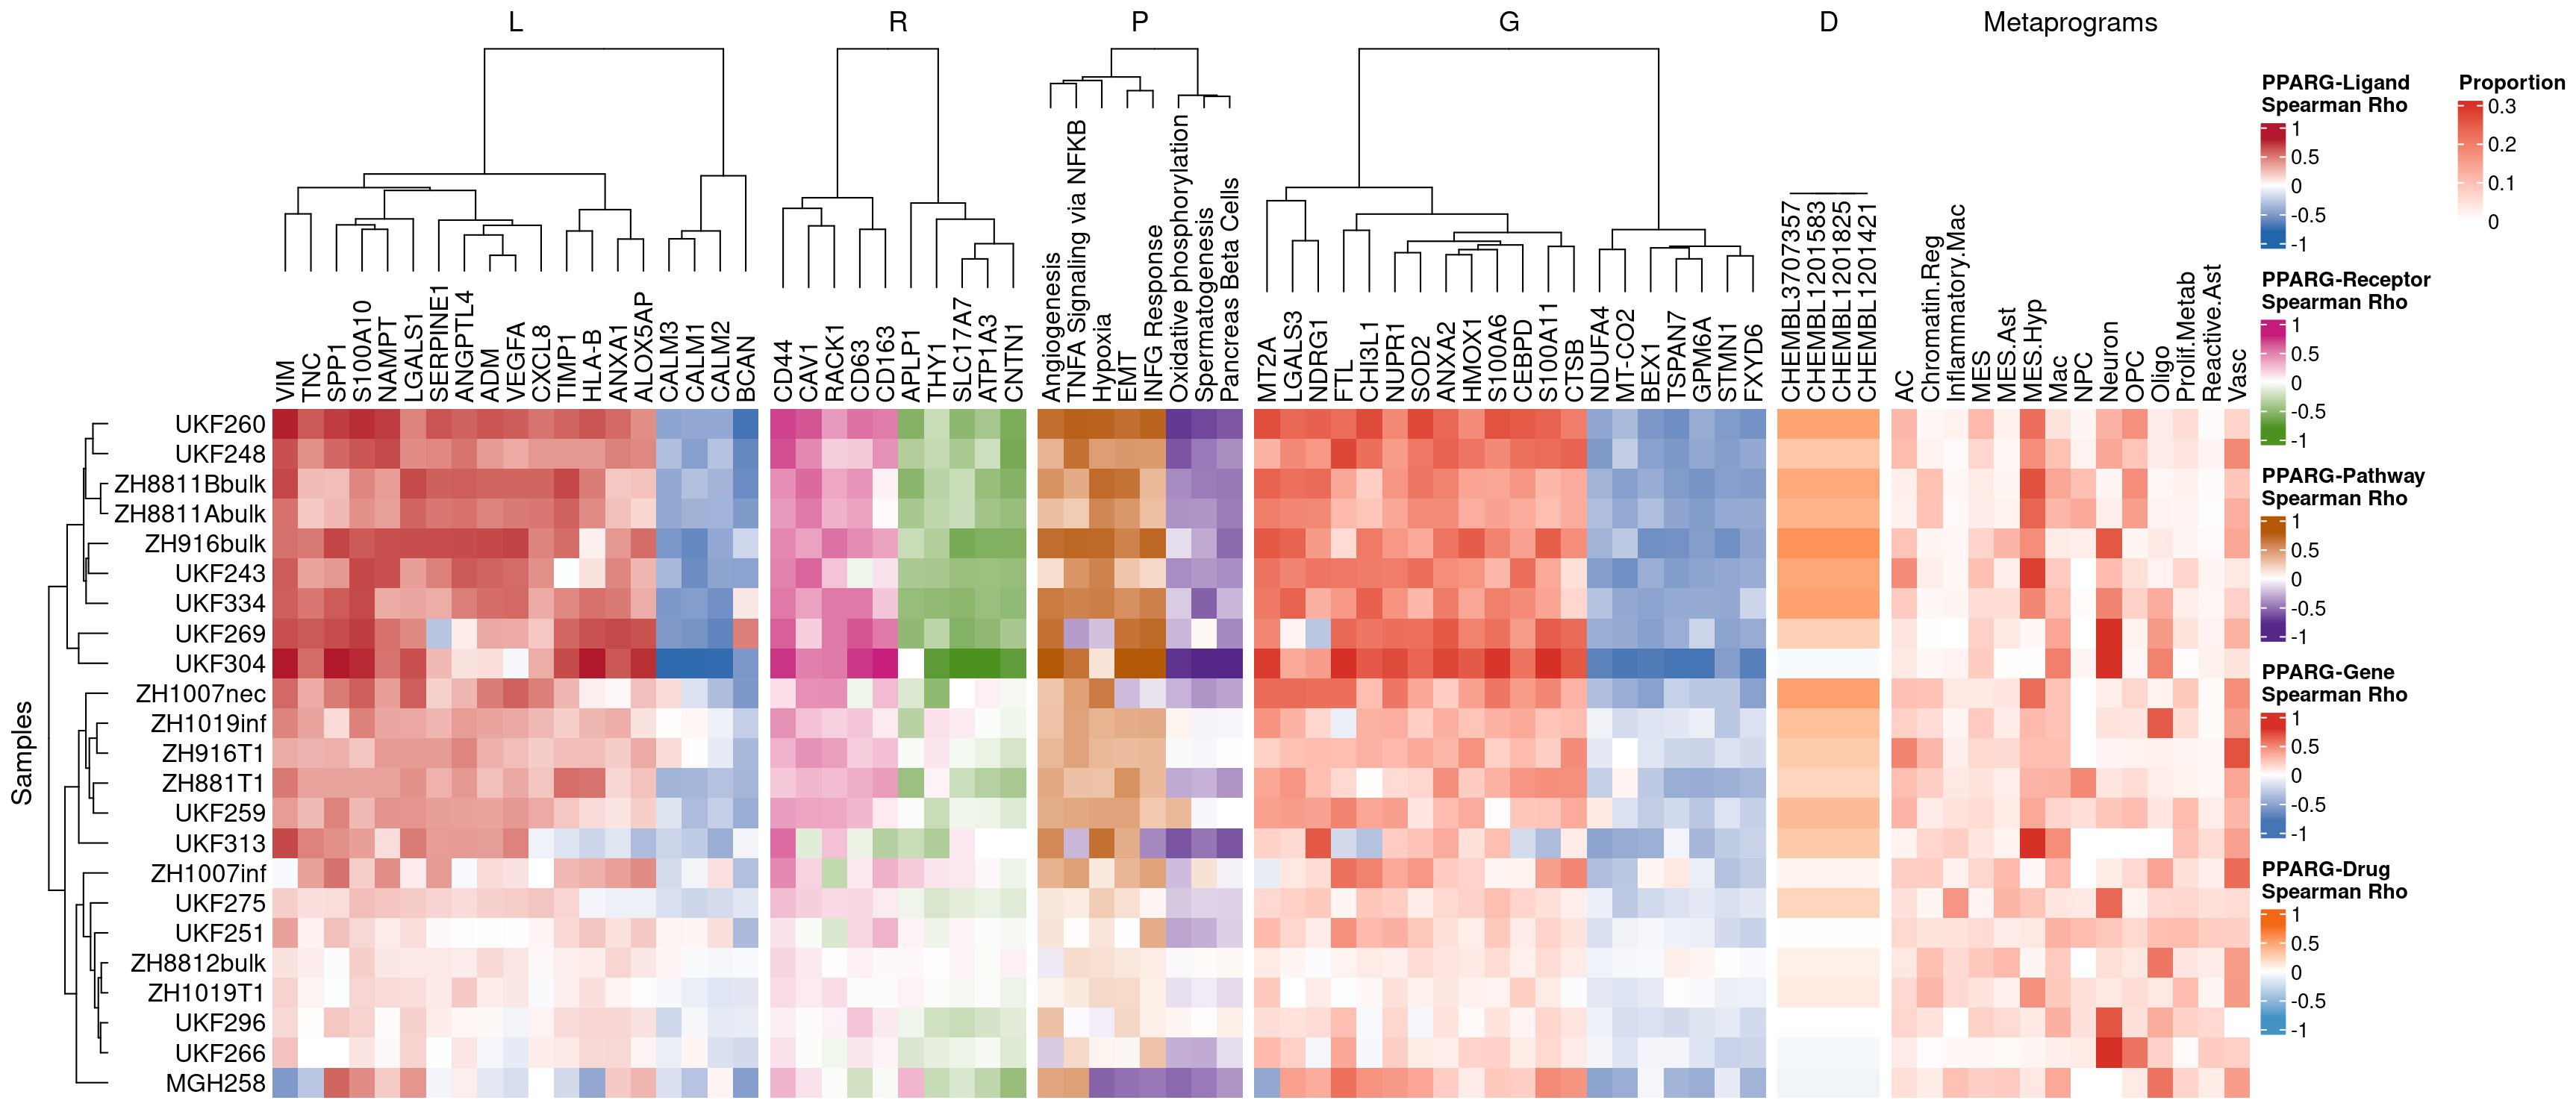 L
R
P
G
D
Metaprograms
VIM
TNC
SPP1
S100A10
NAMPT
LGALS1
SERPINE1
ANGPTL4
ADM
VEGFA
CXCL8
TIMP1
HLA-B
ANXA1
ALOX5AP
CALM3
CALM1
CALM2
BCAN
CD44
CAV1
RACK1
CD63
CD163
APLP1
THY1
SLC17A7
ATP1A3
CNTN1
Angiogenesis
TNFA Signaling via NFKB
Hypoxia
EMT
INFG Response
Oxidative phosphorylation
Spermatogenesis
Pancreas Beta Cells
MT2A
LGALS3
NDRG1
FTL
CHI3L1
NUPR1
SOD2
ANXA2
HMOX1
S100A6
CEBPD
S100A11
CTSB
NDUFA4
MT-CO2
BEX1
TSPAN7
GPM6A
STMN1
FXYD6
CHEMBL3707357
CHEMBL1201583
CHEMBL1201825
CHEMBL1201421
AC
Chromatin.Reg
Inflammatory.Mac
MES
MES.Ast
MES.Hyp
Mac
NPC
Neuron
OPC
Oligo
Prolif.Metab
Reactive.Ast
Vasc
Samples
UKF260
UKF248
ZH8811Bbulk
ZH8811Abulk
ZH916bulk
UKF243
UKF334
UKF269
UKF304
ZH1007nec
ZH1019inf
ZH916T1
ZH881T1
UKF259
UKF313
ZH1007inf
UKF275
UKF251
ZH8812bulk
ZH1019T1
UKF296
UKF266
MGH258
PPARG-Ligand
Spearman Rho
1
0.5
0
-0.5
-1
PPARG-Receptor
Spearman Rho
1
0.5
0
-0.5
-1
PPARG-Pathway
Spearman Rho
1
0.5
0
-0.5
-1
PPARG-Gene
Spearman Rho
1
0.5
0
-0.5
-1
PPARG-Drug
Spearman Rho
1
0.5
0
-0.5
-1
Proportion
0.3
0.2
0.1
0